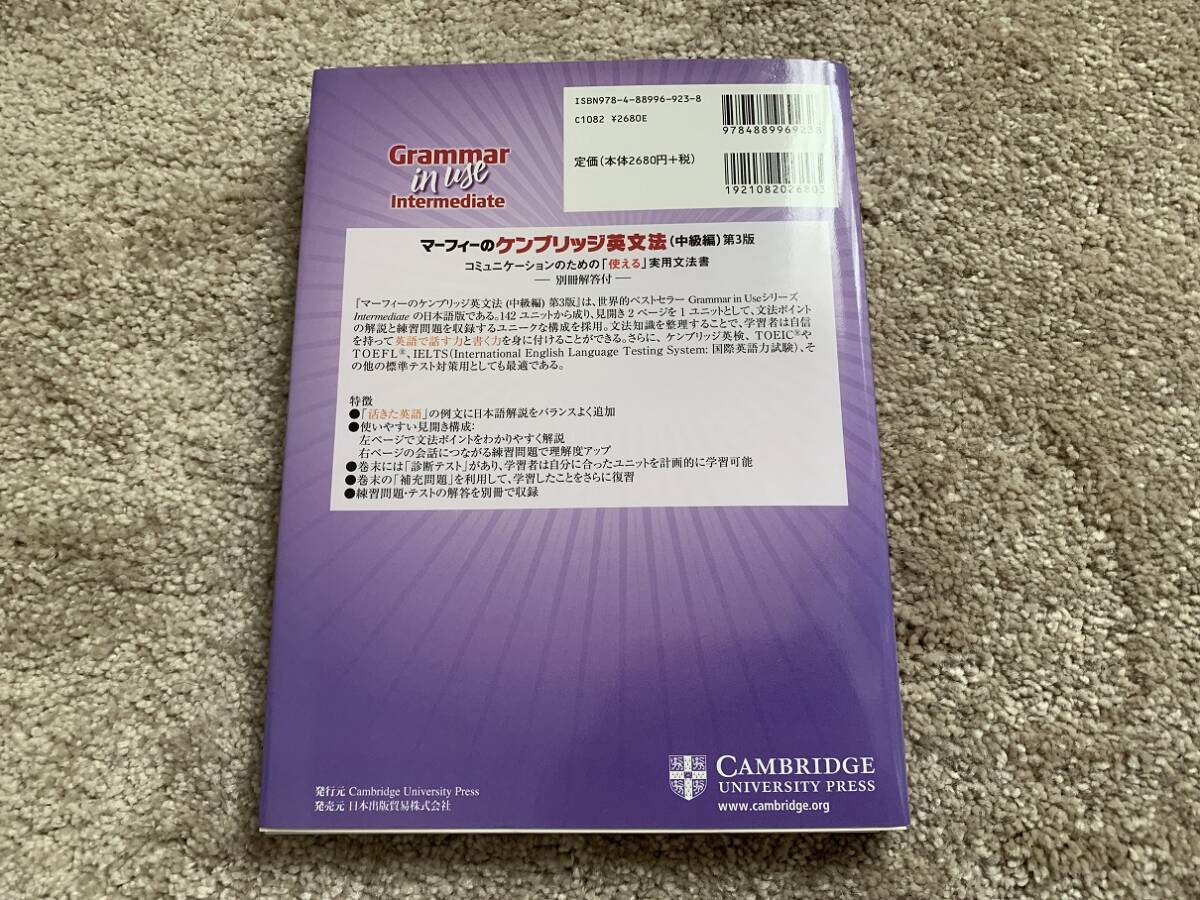 ISBN978-4-88996-923-8
C1082 ¥2680E
定価(本体2680円+税)
9784889969238
1921082026803
Grammar
in use
Intermediate
マーフィーのケンブリッジ英文法(中級編)第3版
コミュニケーションのための「使える」実用文法書
― 別冊解答付 ―
『マーフィーのケンブリッジ英文法(中級編)第3版』は、世界的ベストセラー Grammar in Useシリーズ
Intermediate の日本語版である。142 ユニットから成り、見開き 2 ページを 1 ユニットとして、文法ポイント
の解説と練習問題を収録するユニークな構成を採用。文法知識を整理することで、学習者は自信
を持って英語で話す力と書く力を身に付けることができる。さらに、ケンブリッジ英検、TOEIC®や
TOEFL®、IELTS(International English Language Testing System: 国際英語力試験)、そ
の他の標準テスト対策用としても最適である。
特徴
●「活きた英語」の例文に日本語解説をバランスよく追加
●使いやすい見開き構成:
左ページで文法ポイントをわかりやすく解説
右ページの会話につながる練習問題で理解度アップ
●巻末には「診断テスト」があり、学習者は自分に合ったユニットを計画的に学習可能
●巻末の「補充問題」を利用して、学習したことをさらに復習
●練習問題・テストの解答を別冊で収録
発行元 Cambridge University Press
発売元 日本出版貿易株式会社
CAMBRIDGE
UNIVERSITY PRESS
www.cambridge.org